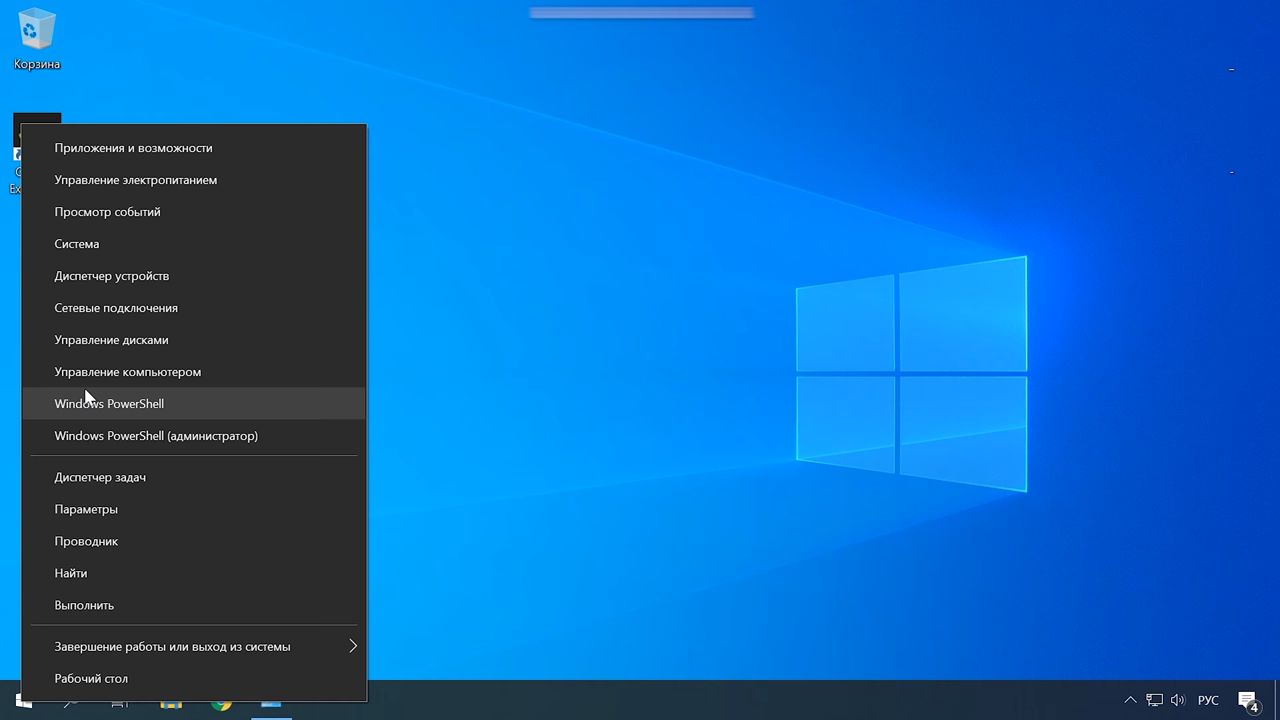 Корзина
Приложения и возможности
Управление электропитанием
Просмотр событий
Система
Диспетчер устройств
Сетевые подключения
Управление дисками
Управление компьютером
Windows PowerShell
Windows PowerShell (администратор)
Диспетчер задач
Параметры
Проводник
Найти
Выполнить
Завершение работы или выход из системы
Рабочий стол
РУС
4